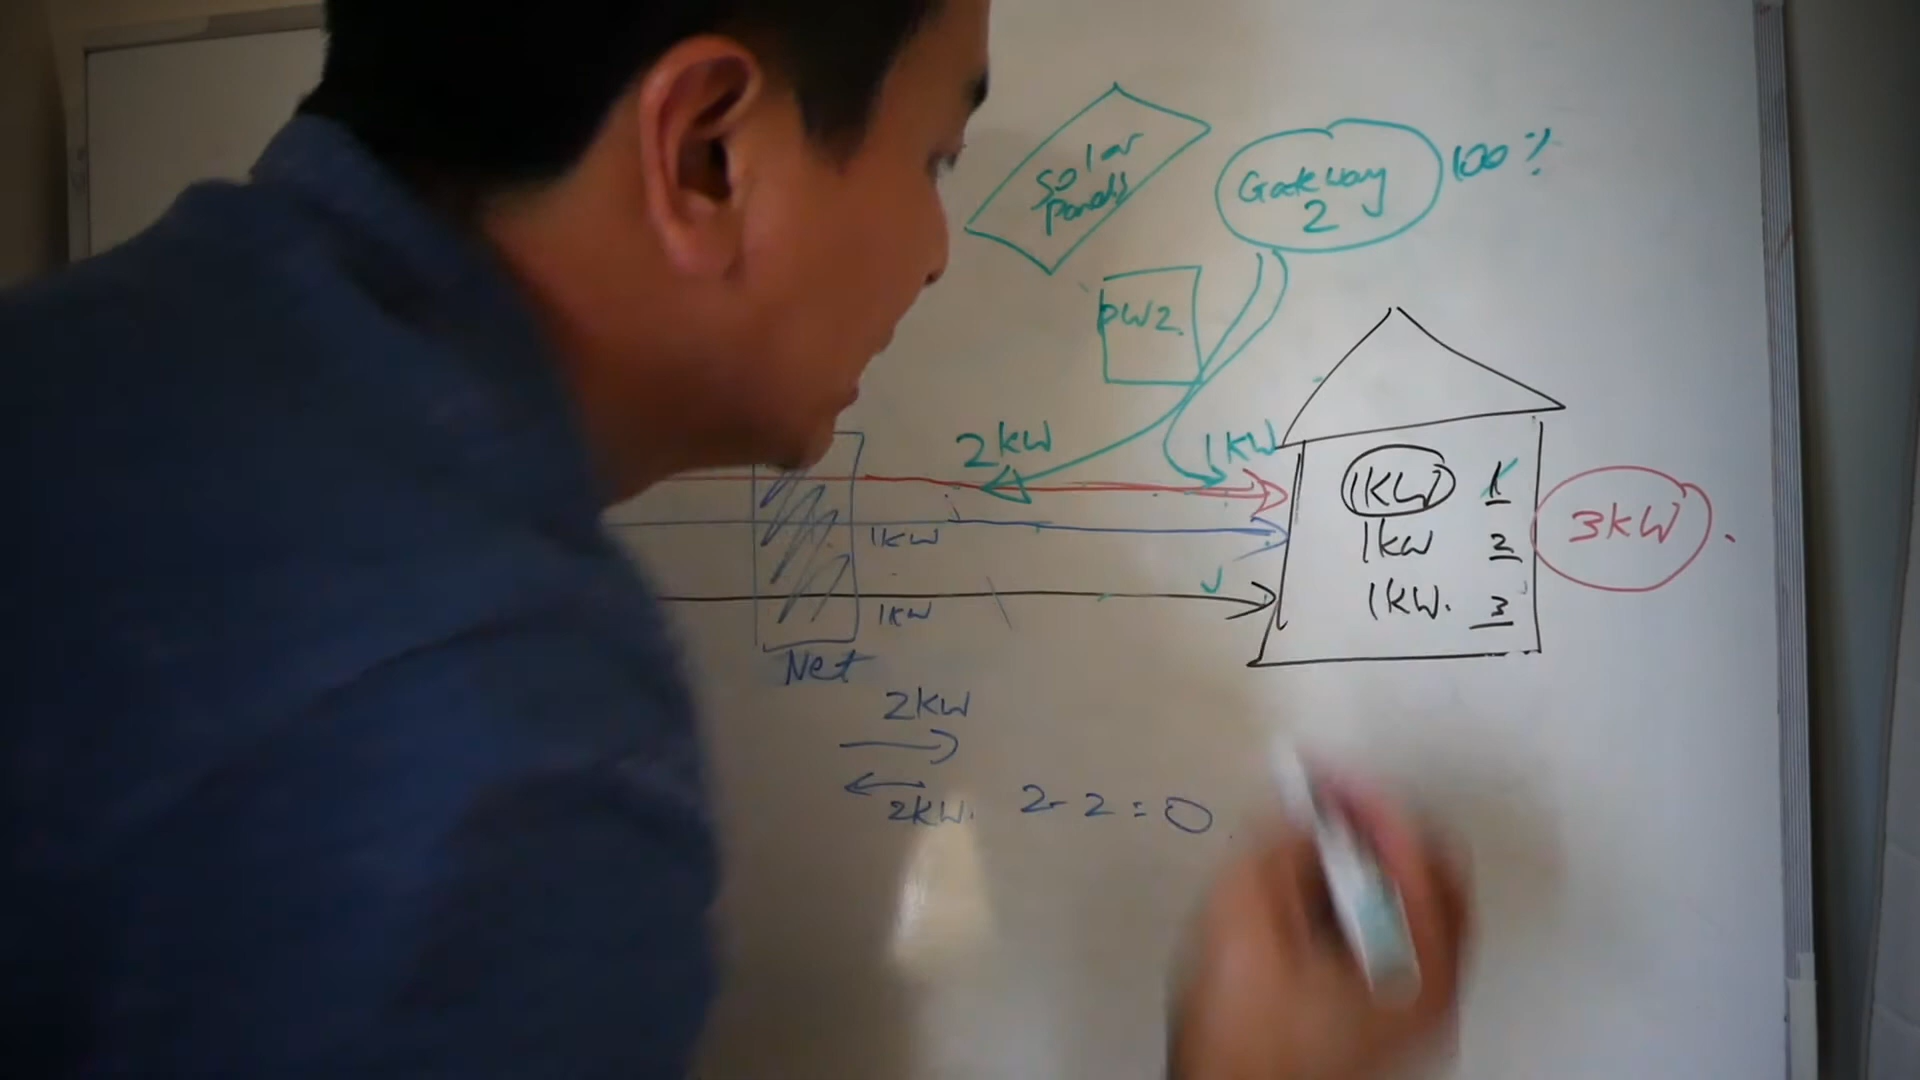 Solar
Panels
Gateway
2
100%
PW2.
2kW
1kW
1kW 1
1kW 2
1kW. 3
3kW.
1kW
1kW
Net
2kW
2kW.
2-2=0